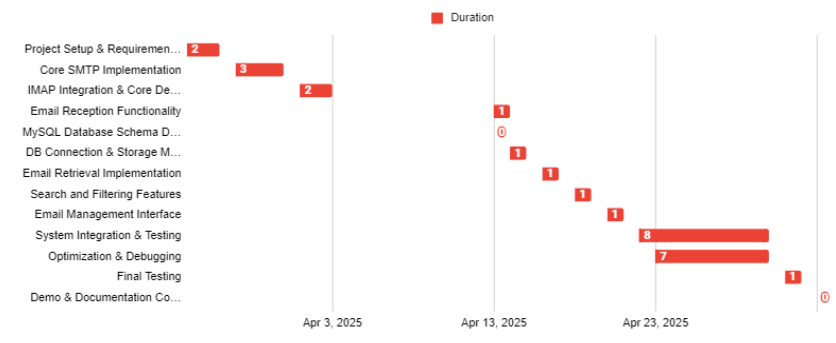 Duration
Project Setup & Requiremen... 2
Core SMTP Implementation 3
IMAP Integration & Core De... 2
Email Reception Functionality 1
MySQL Database Schema D... 0
DB Connection & Storage M... 1
Email Retrieval Implementation 1
Search and Filtering Features 1
Email Management Interface 1
System Integration & Testing 8
Optimization & Debugging 7
Final Testing 1
Demo & Documentation Co... 0
Apr 3, 2025 Apr 13, 2025 Apr 23, 2025